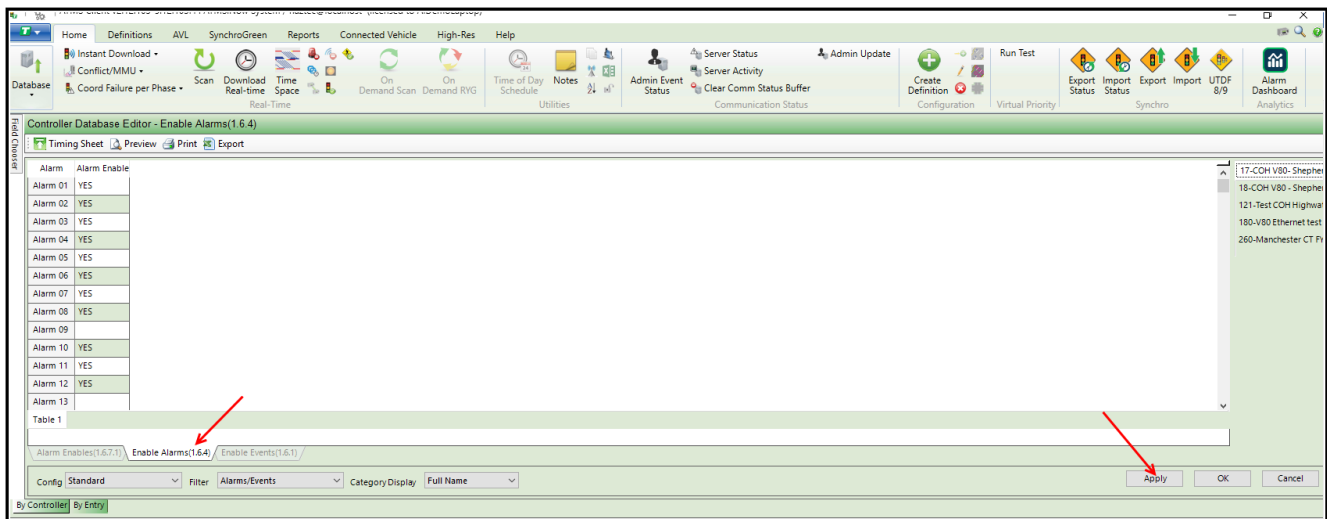 Home Definitions AVL SynchroGreen Reports Connected Vehicle High-Res Help
Database
Instant Download
Conflict/MMU
Coord Failure per Phase
Scan
Download Real-time
Time Space
On Demand Scan
On Demand RYG
Real-Time
Time of Day Schedule
Notes
Utilities
Admin Event Status
Server Status
Server Activity
Clear Comm Status Buffer
Admin Update
Communication Status
Create Definition
Configuration
Run Test
Virtual Priority
Export Status
Import Status
Export
Import
UTDF 8/9
Synchro
Alarm Dashboard
Analytics
Field Chooser
Controller Database Editor - Enable Alarms(1.6.4)
Timing Sheet Preview Print Export
Alarm Alarm Enable
Alarm 01 YES
Alarm 02 YES
Alarm 03 YES
Alarm 04 YES
Alarm 05 YES
Alarm 06 YES
Alarm 07 YES
Alarm 08 YES
Alarm 09
Alarm 10 YES
Alarm 11 YES
Alarm 12 YES
Alarm 13
Table 1
17-COH V80- Shephe
18-COH V80 - Shephe
121-Test COH Highwa
180-V80 Ethernet test
260-Manchester CT
Alarm Enables(1.6.7.1) Enable Alarms(1.6.4) Enable Events(1.6.1)
Config Standard Filter Alarms/Events Category Display Full Name Apply OK Cancel
By Controller By Entry